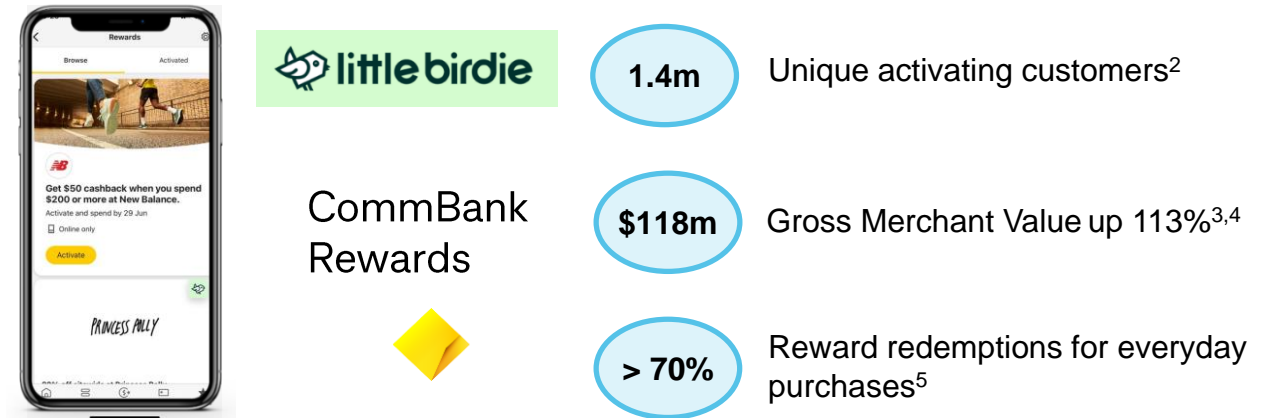 Rewards
Browse
Activated
NB
Get $50 cashback when you spend
$200 or more at New Balance.
Activate and spend by 29 Jun
Online only
Activate
PRINCESS POLLY
little birdie
CommBank
Rewards
1.4m
Unique activating customers2
$118m
Gross Merchant Value up 113%3,4
> 70%
Reward redemptions for everyday
purchases5